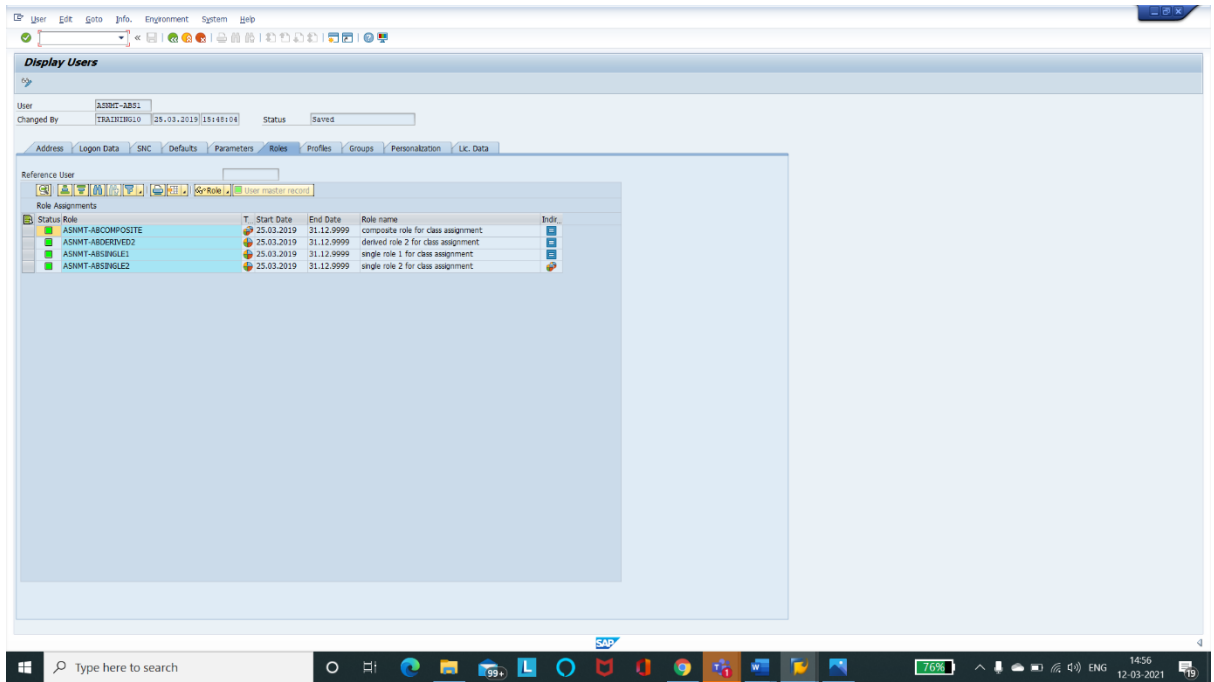 User Edit Goto Info. Environment System Help
Display Users
User ASNMT-ABS1
Changed By TRAINING10 25.03.2019 15:48:04 Status Saved
Address Logon Data SNC Defaults Parameters Roles Profiles Groups Personalization Lic. Data
Reference User
Role User master record
Role Assignments
Status Role T... Start Date End Date Role name Indir...
ASNMT-ABCOMPOSITE 25.03.2019 31.12.9999 composite role for class assignment
ASNMT-ABDERIVED2 25.03.2019 31.12.9999 derived role 2 for class assignment
ASNMT-ABSINGLE1 25.03.2019 31.12.9999 single role 1 for class assignment
ASNMT-ABSINGLE2 25.03.2019 31.12.9999 single role 2 for class assignment
SAP
Type here to search 99+ L 1 W 76% ENG 14:56
12-03-2021 19